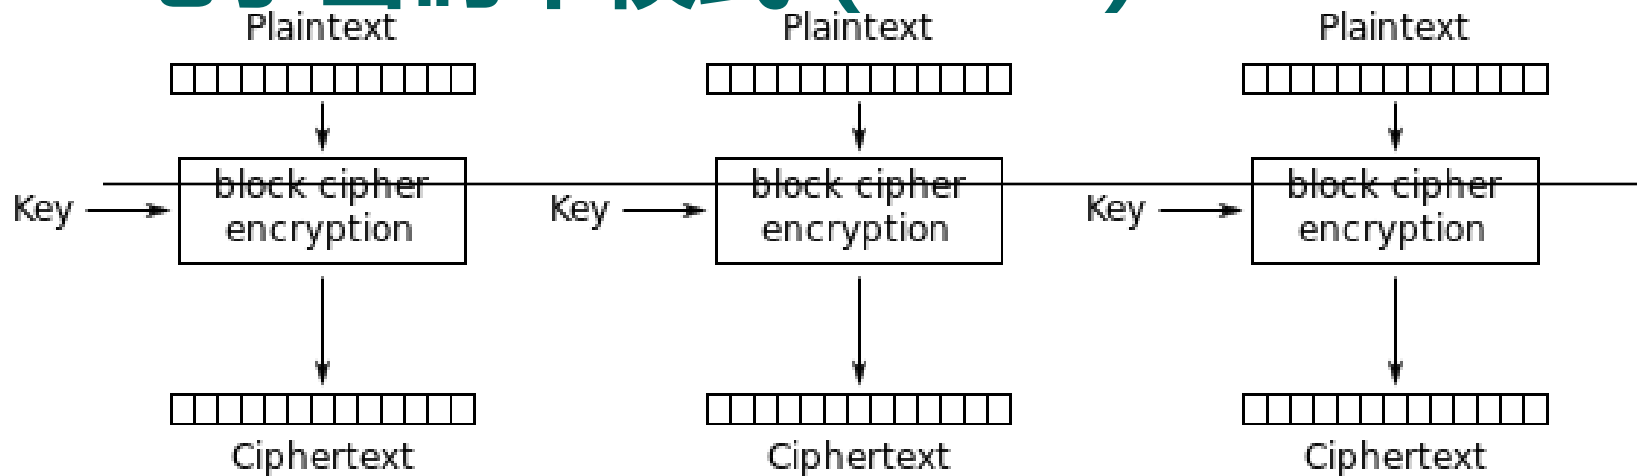 Plaintext Plaintext Plaintext
block cipher block cipher block cipher
Key encryption Key encryption Key encryption
Ciphertext Ciphertext Ciphertext